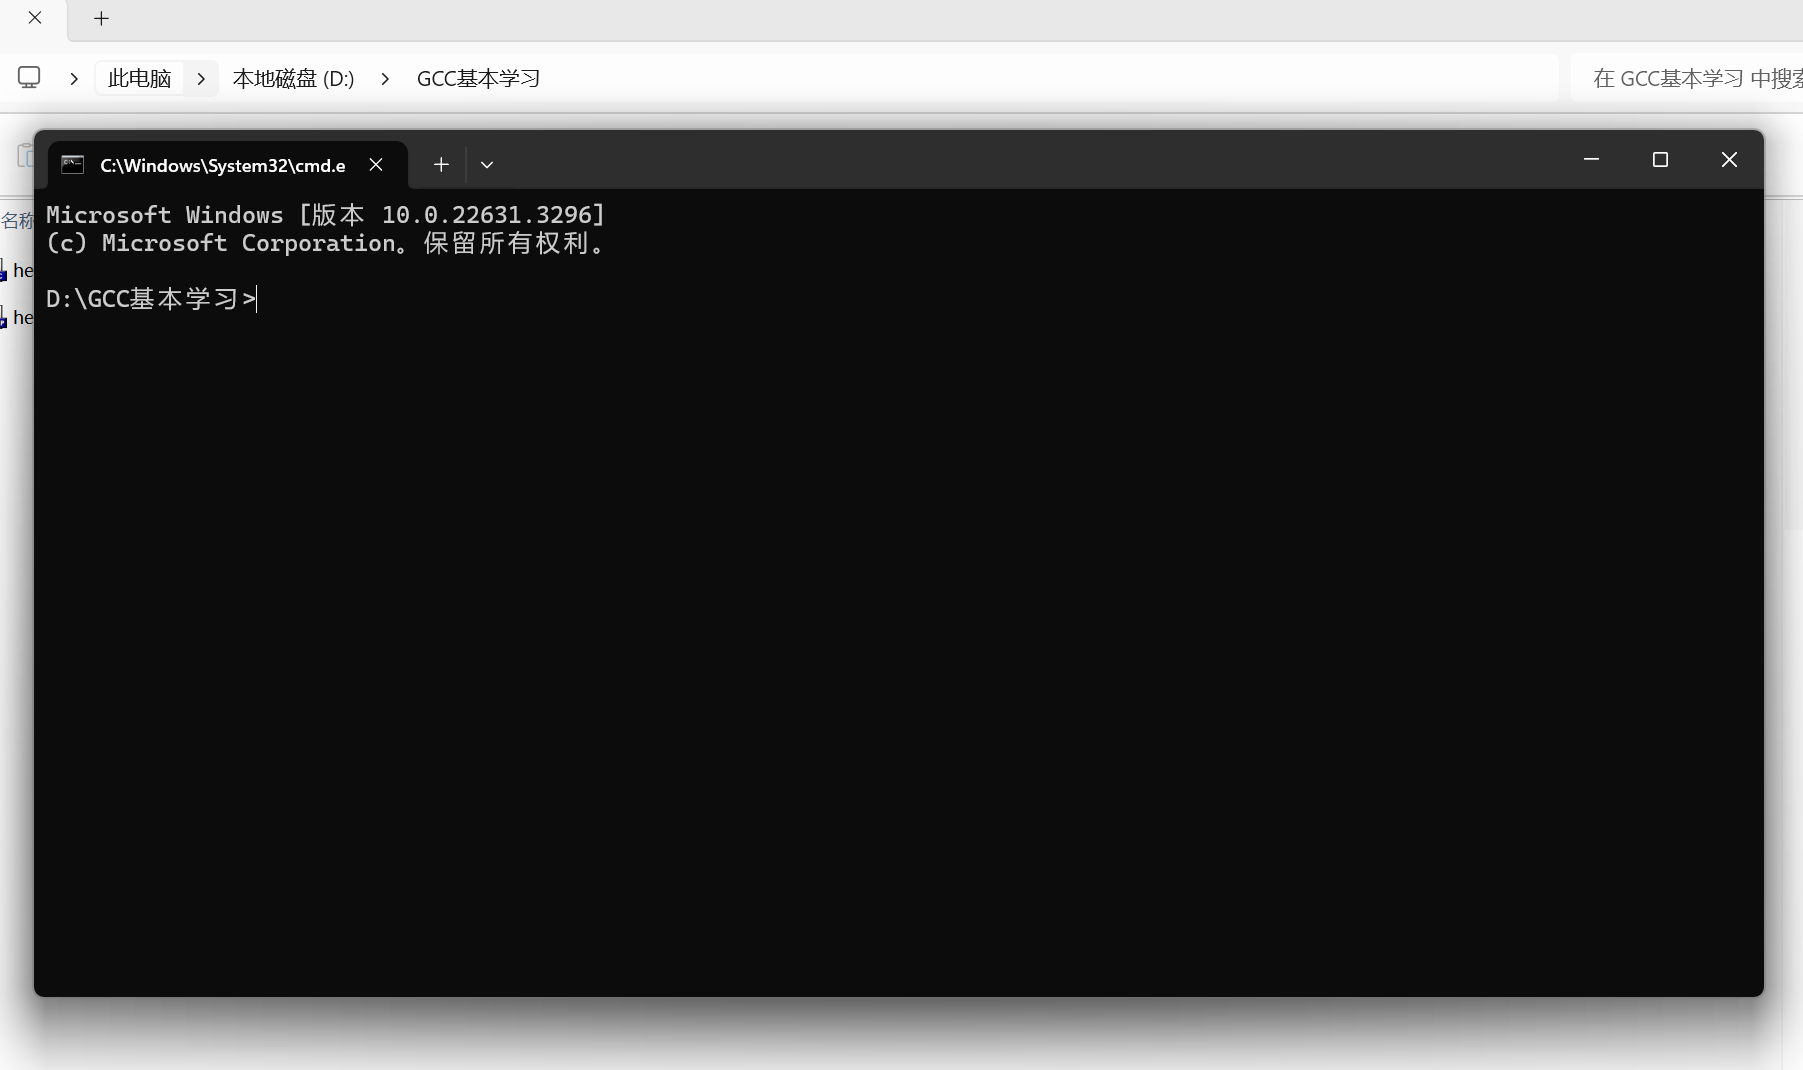 此电脑 > 本地磁盘 (D:) > GCC基本学习
在 GCC基本学习 中搜索
C:\Windows\System32\cmd.e
Microsoft Windows [版本 10.0.22631.3296]
(c) Microsoft Corporation。保留所有权利。
名称
D:\GCC基本学习>
he
he